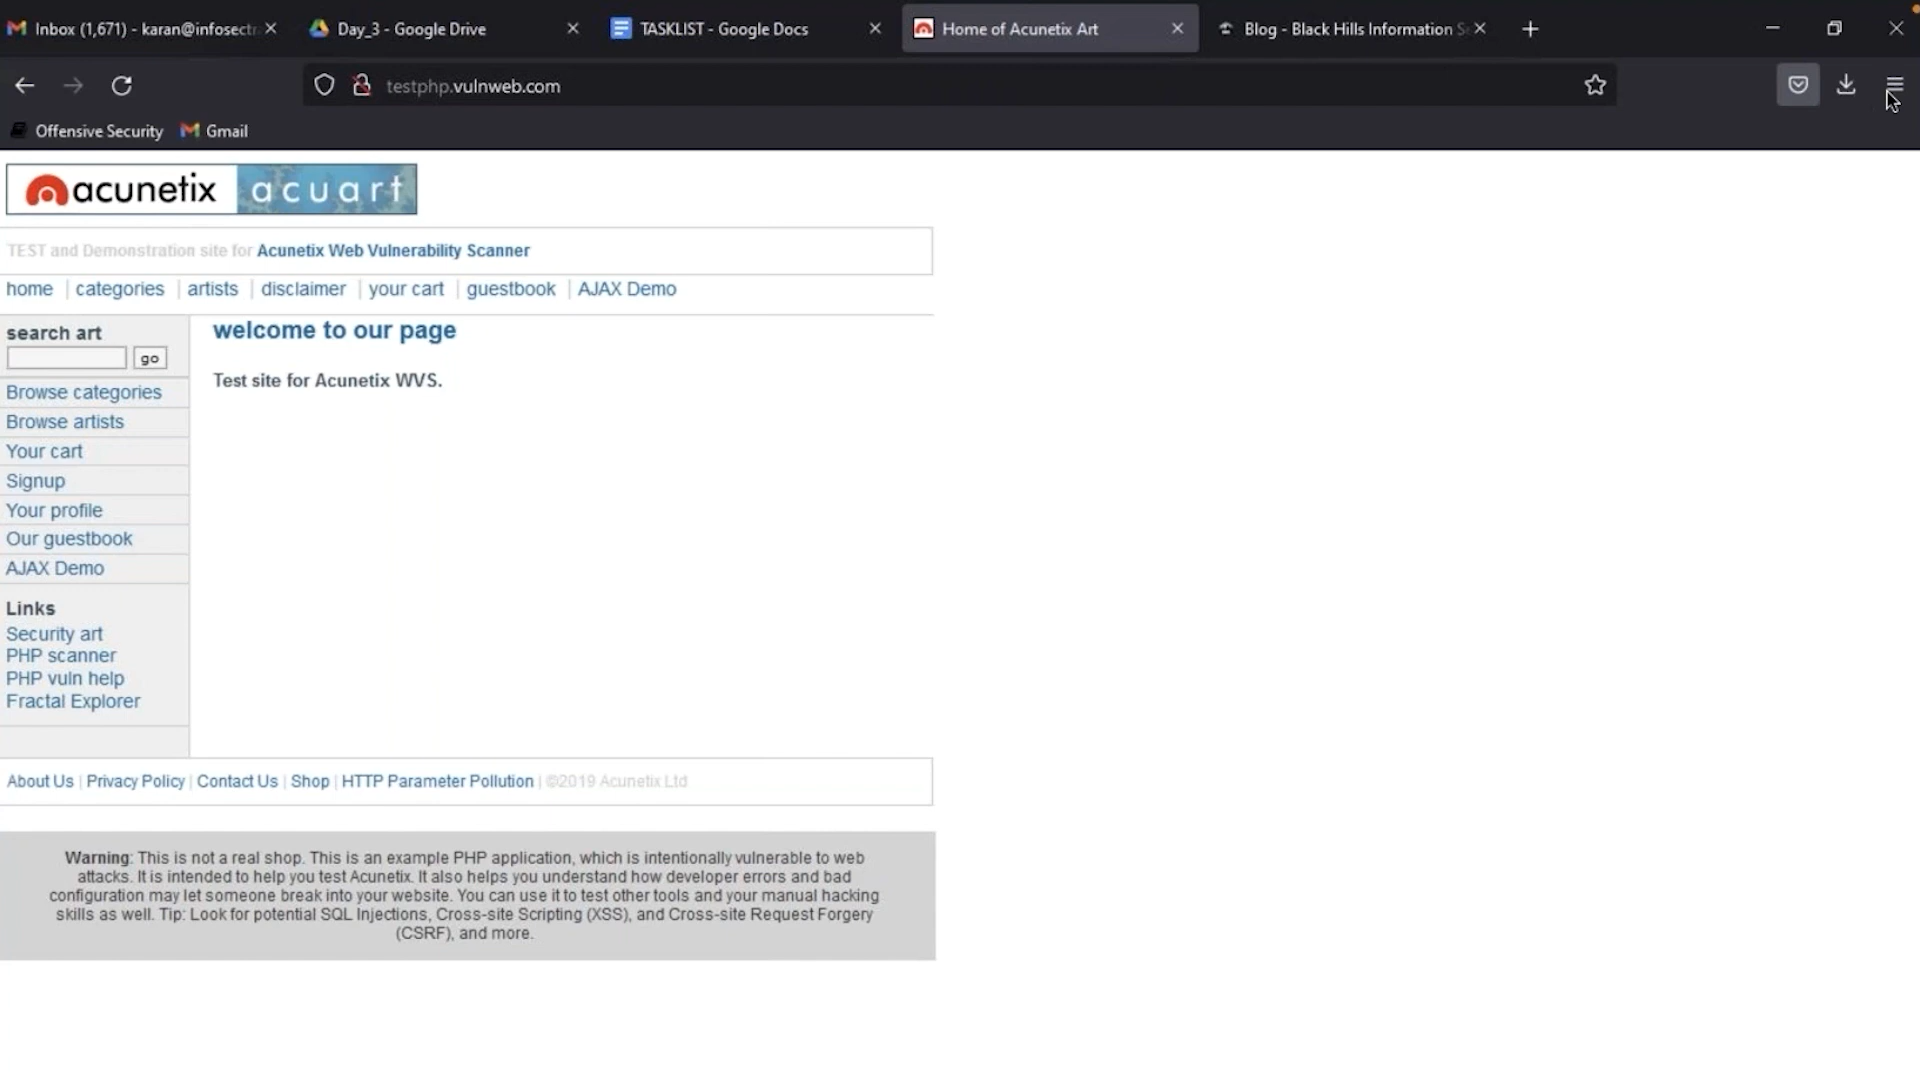 Inbox (1,671) - karan@infosectr
Day_3 - Google Drive
TASKLIST - Google Docs
Home of Acunetix Art
Blog - Black Hills Information S
testphp.vulnweb.com
Offensive Security
Gmail
acunetix acuart
TEST and Demonstration site for Acunetix Web Vulnerability Scanner
home | categories | artists | disclaimer | your cart | guestbook | AJAX Demo
search art
go
Browse categories
Browse artists
Your cart
Signup
Your profile
Our guestbook
AJAX Demo
Links
Security art
PHP scanner
PHP vuln help
Fractal Explorer
welcome to our page
Test site for Acunetix WVS.
About Us | Privacy Policy | Contact Us | Shop | HTTP Parameter Pollution | ©2019 Acunetix Ltd
Warning: This is not a real shop. This is an example PHP application, which is intentionally vulnerable to web
attacks. It is intended to help you test Acunetix. It also helps you understand how developer errors and bad
configuration may let someone break into your website. You can use it to test other tools and your manual hacking
skills as well. Tip: Look for potential SQL Injections, Cross-site Scripting (XSS), and Cross-site Request Forgery
(CSRF), and more.